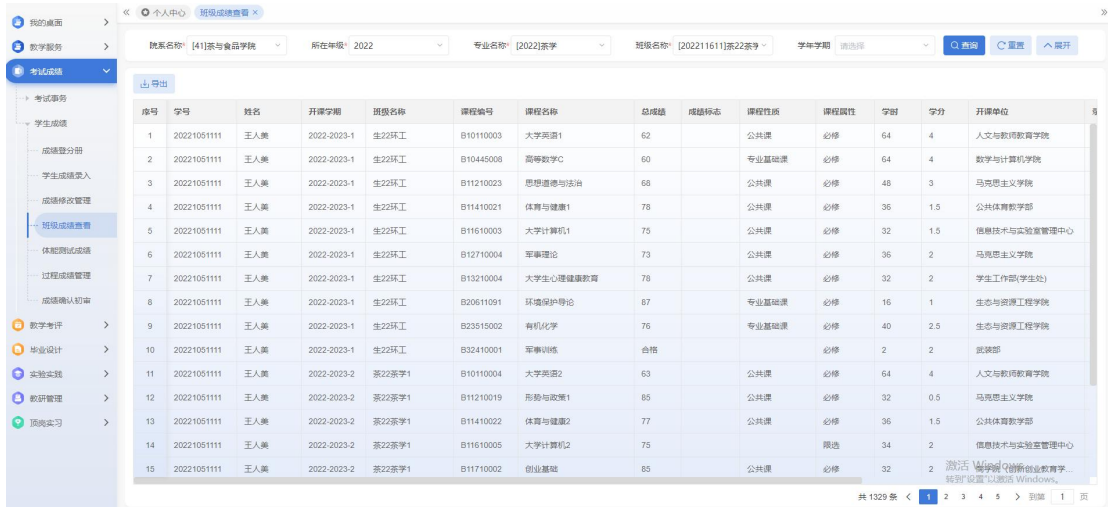 我的桌面
教学服务
考试成绩
考试事务
学生成绩
成绩登分册
学生成绩录入
成绩修改管理
班级成绩查看
体能测试成绩
过程成绩管理
成绩确认初审
教学考评
毕业设计
实验实践
教研管理
顶岗实习
个人中心 班级成绩查看 ×
院系名称* [41]茶与食品学院 所在年级* 2022 专业名称* [2022]茶学 班级名称* [202211611]茶22茶学 学年学期 请选择 查询 重置 展开
导出
序号 学号 姓名 开课学期 班级名称 课程编号 课程名称 总成绩 成绩标志 课程性质 课程属性 学时 学分 开课单位
1 20221051111 王人美 2022-2023-1 生22环工 B10110003 大学英语1 62 公共课 必修 64 4 人文与教师教育学院
2 20221051111 王人美 2022-2023-1 生22环工 B10445008 高等数学C 60 专业基础课 必修 64 4 数学与计算机学院
3 20221051111 王人美 2022-2023-1 生22环工 B11210023 思想道德与法治 68 公共课 必修 48 3 马克思主义学院
4 20221051111 王人美 2022-2023-1 生22环工 B11410021 体育与健康1 78 公共课 必修 36 1.5 公共体育教学部
5 20221051111 王人美 2022-2023-1 生22环工 B11610003 大学计算机1 75 公共课 必修 32 1.5 信息技术与实验室管理中心
6 20221051111 王人美 2022-2023-1 生22环工 B12710004 军事理论 73 公共课 必修 36 2 马克思主义学院
7 20221051111 王人美 2022-2023-1 生22环工 B13210004 大学生心理健康教育 78 公共课 必修 32 2 学生工作部(学生处)
8 20221051111 王人美 2022-2023-1 生22环工 B20611091 环境保护导论 87 专业基础课 必修 16 1 生态与资源工程学院
9 20221051111 王人美 2022-2023-1 生22环工 B23515002 有机化学 76 专业基础课 必修 40 2.5 生态与资源工程学院
10 20221051111 王人美 2022-2023-1 生22环工 B32410001 军事训练 合格 必修 2 2 武装部
11 20221051111 王人美 2022-2023-2 茶22茶学1 B10110004 大学英语2 63 公共课 必修 64 4 人文与教师教育学院
12 20221051111 王人美 2022-2023-2 茶22茶学1 B11210019 形势与政策1 85 公共课 必修 32 0.5 马克思主义学院
13 20221051111 王人美 2022-2023-2 茶22茶学1 B11410022 体育与健康2 77 公共课 必修 36 1.5 公共体育教学部
14 20221051111 王人美 2022-2023-2 茶22茶学1 B11610005 大学计算机2 75 限选 34 2 信息技术与实验室管理中心
15 20221051111 王人美 2022-2023-2 茶22茶学1 B11710002 创业基础 85 公共课 必修 32 2 商学院（创新创业教育学...
激活 Windows
转到"设置"以激活 Windows。
共 1329 条 1 2 3 4 5 到第 1 页